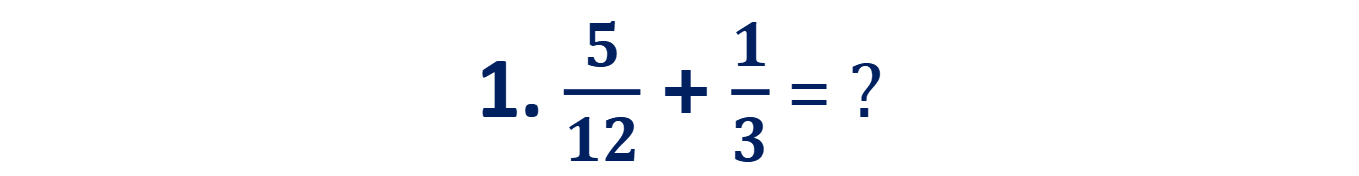 1. 5/12 + 1/3 = ?